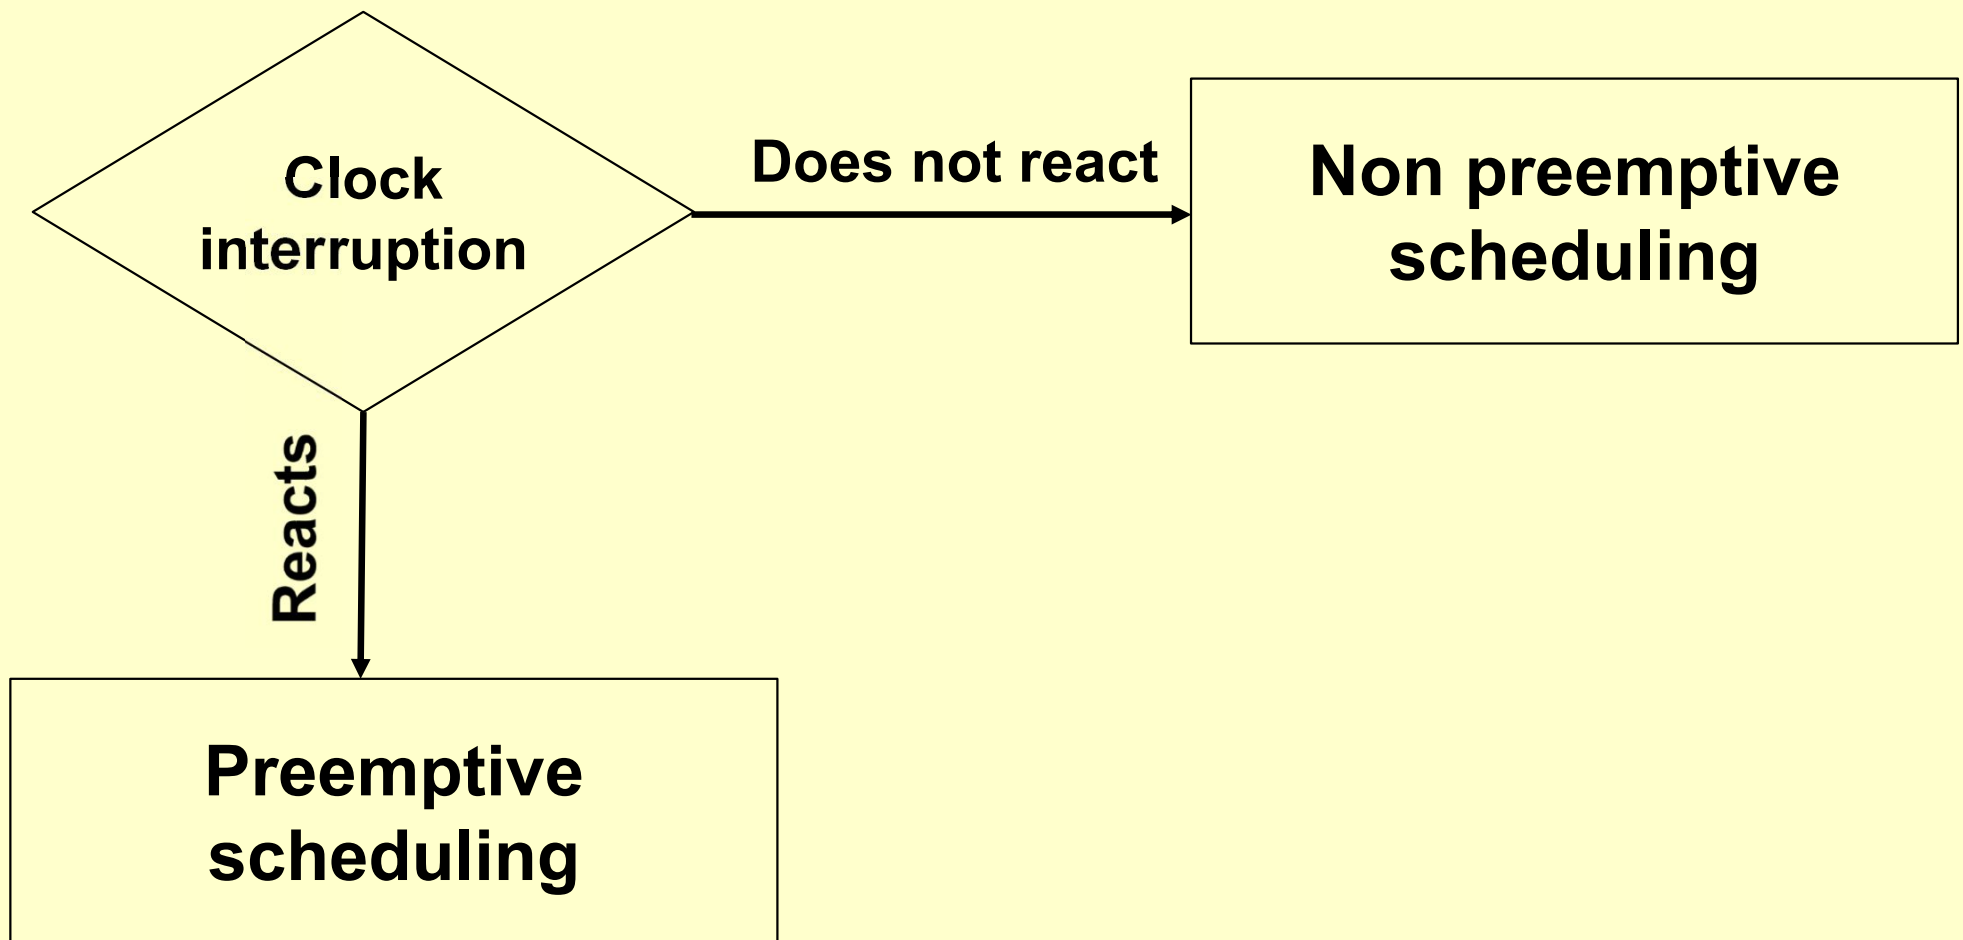 Clock
interruption
Does not react
Non preemptive
scheduling
Reacts
Preemptive
scheduling